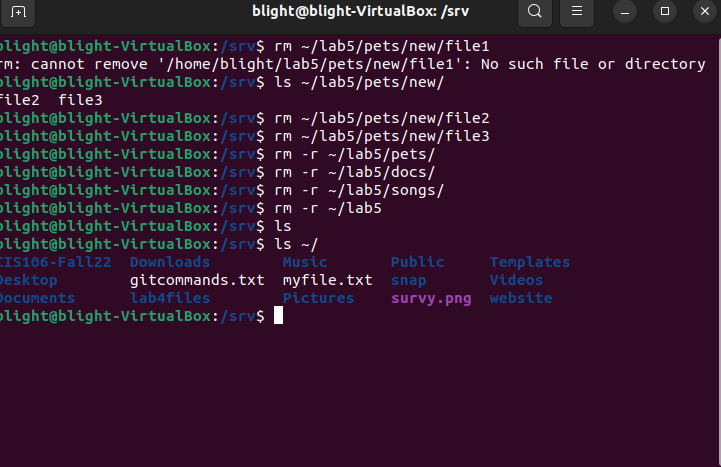 blight@blight-VirtualBox: /srv
blight@blight-VirtualBox:/srv$ rm ~/lab5/pets/new/file1
rm: cannot remove '/home/blight/lab5/pets/new/file1': No such file or directory
blight@blight-VirtualBox:/srv$ ls ~/lab5/pets/new/
file2  file3
blight@blight-VirtualBox:/srv$ rm ~/lab5/pets/new/file2
blight@blight-VirtualBox:/srv$ rm ~/lab5/pets/new/file3
blight@blight-VirtualBox:/srv$ rm -r ~/lab5/pets/
blight@blight-VirtualBox:/srv$ rm -r ~/lab5/docs/
blight@blight-VirtualBox:/srv$ rm -r ~/lab5/songs/
blight@blight-VirtualBox:/srv$ rm -r ~/lab5
blight@blight-VirtualBox:/srv$ ls
blight@blight-VirtualBox:/srv$ ls ~/
CIS106-Fall22  Downloads        Music       Public     Templates
Desktop        gitcommands.txt  myfile.txt  snap       Videos
Documents      lab4files        Pictures    survy.png  website
blight@blight-VirtualBox:/srv$